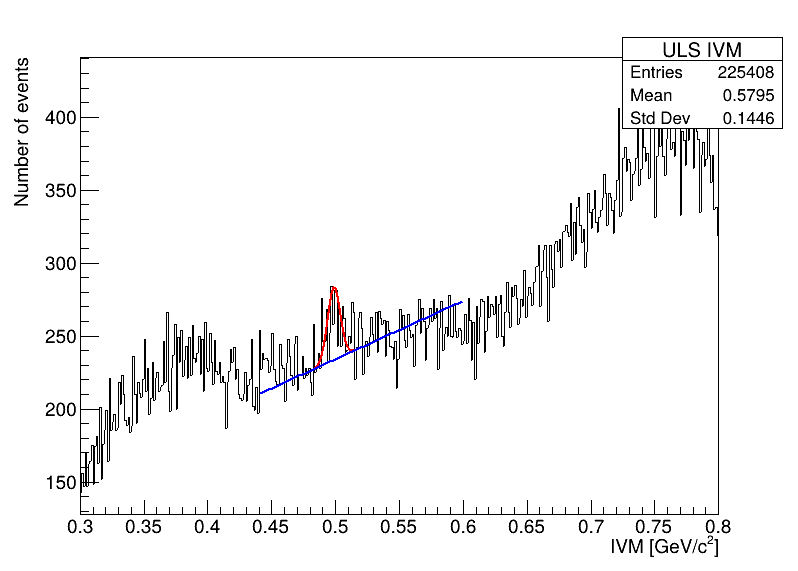 ULS IVM
Entries 225408
Mean 0.5795
Std Dev 0.1446
Number of events
400
350
300
250
200
150
0.3 0.35 0.4 0.45 0.5 0.55 0.6 0.65 0.7 0.75 0.8
IVM [GeV/c²]